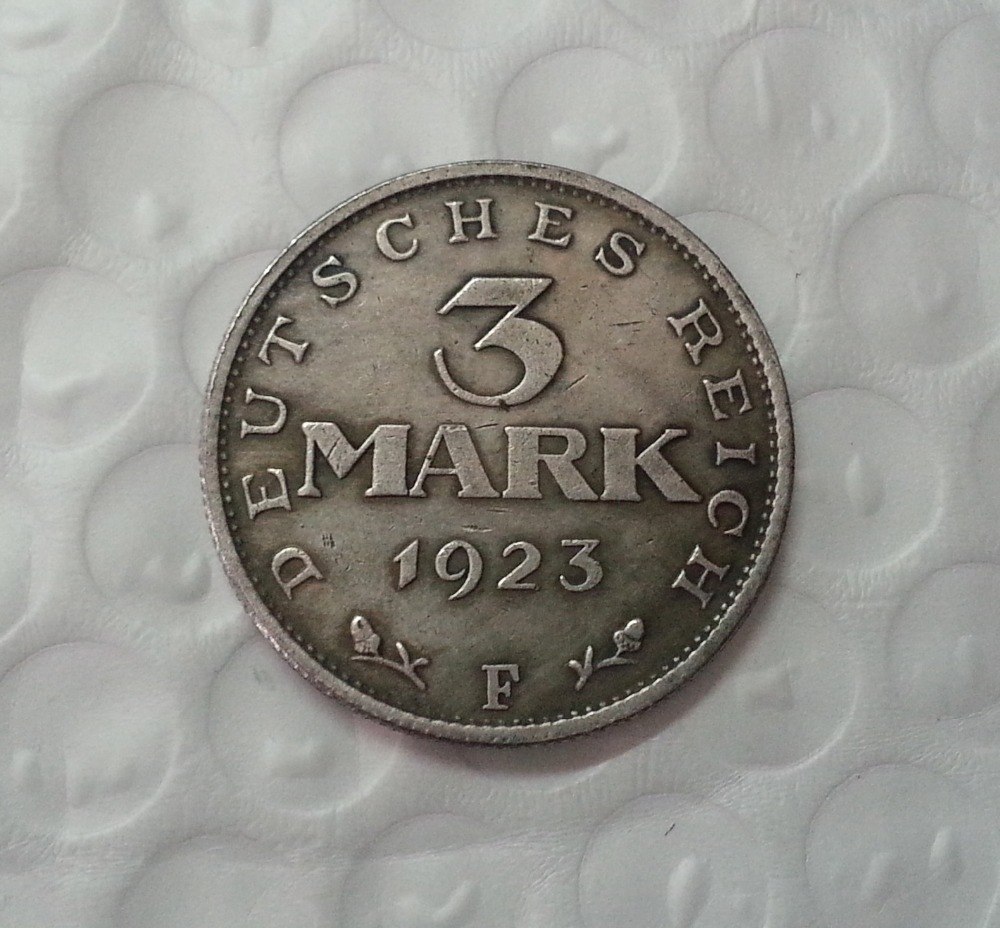 DEUTSCHES REICH
3
MARK
1923
F